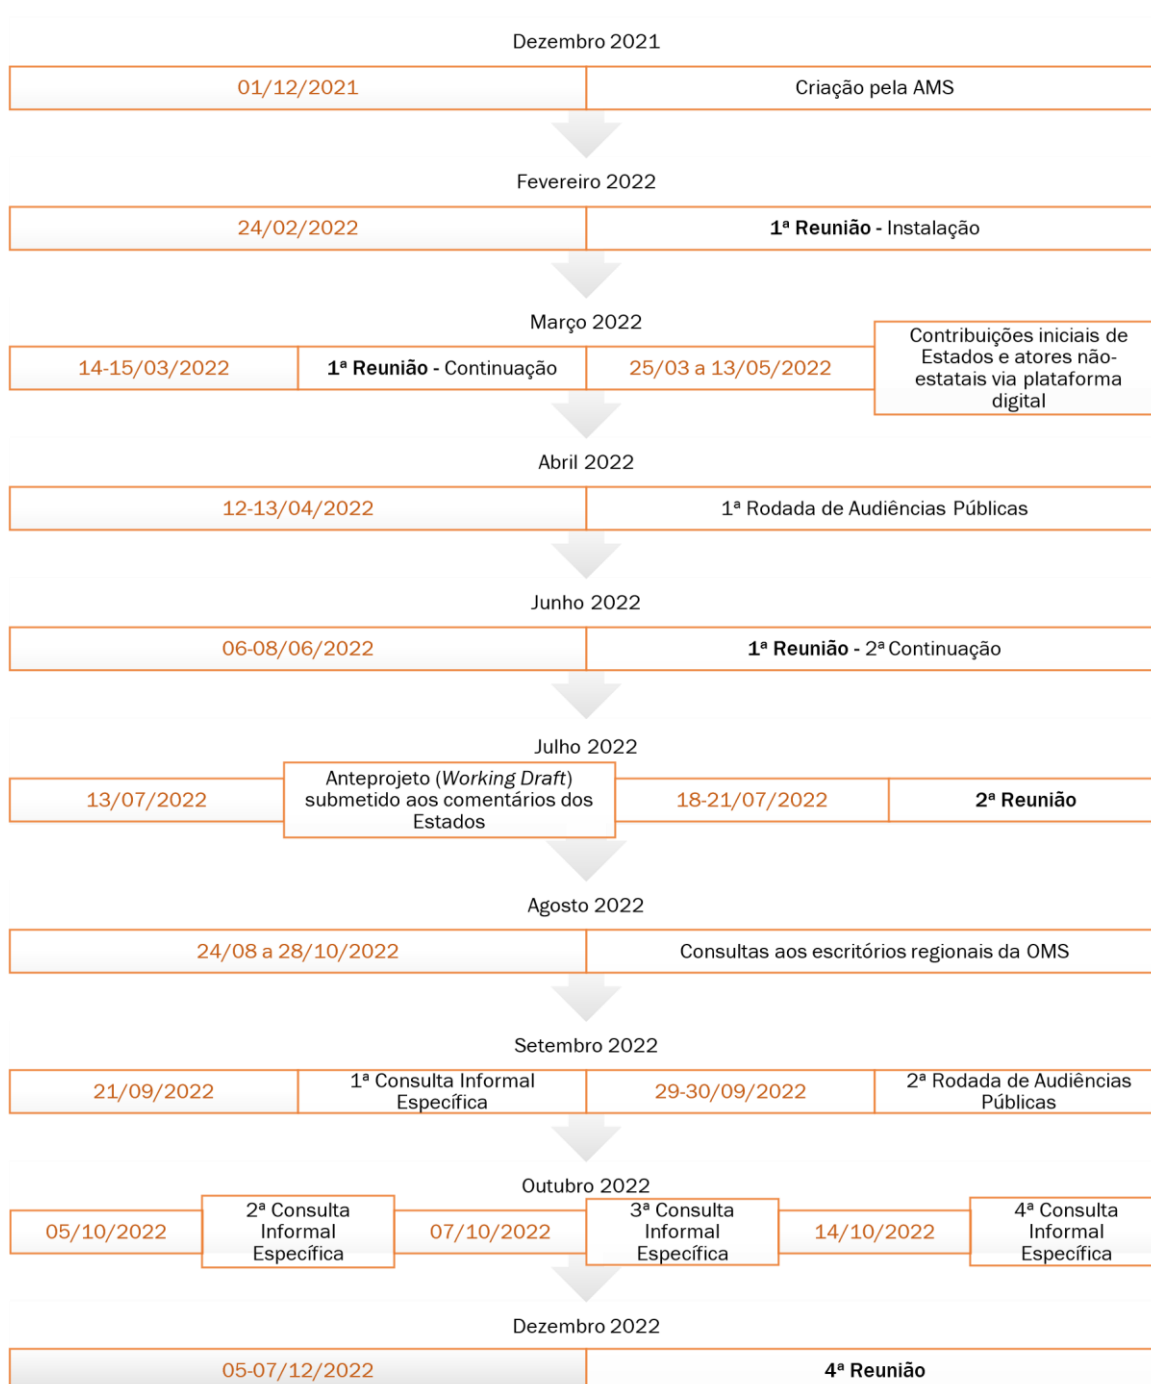 Dezembro 2021
01/12/2021
Criação pela AMS
Fevereiro 2022
24/02/2022
1ª Reunião - Instalação
Março 2022
14-15/03/2022
1ª Reunião - Continuação
25/03 a 13/05/2022
Contribuições iniciais de
Estados e atores não-
estatais via plataforma
digital
Abril 2022
12-13/04/2022
1ª Rodada de Audiências Públicas
Junho 2022
06-08/06/2022
1ª Reunião - 2ª Continuação
Julho 2022
13/07/2022
Anteprojeto (Working Draft)
submetido aos comentários dos
Estados
18-21/07/2022
2ª Reunião
Agosto 2022
24/08 a 28/10/2022
Consultas aos escritórios regionais da OMS
Setembro 2022
21/09/2022
1ª Consulta Informal
Específica
29-30/09/2022
2ª Rodada de Audiências
Públicas
Outubro 2022
05/10/2022
2ª Consulta
Informal
Específica
07/10/2022
3ª Consulta
Informal
Específica
14/10/2022
4ª Consulta
Informal
Específica
Dezembro 2022
05-07/12/2022
4ª Reunião